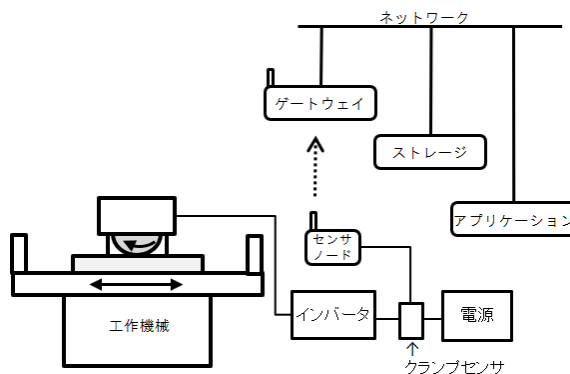 ネットワーク
ゲートウェイ
ストレージ
アプリケーション
センサ
ノード
工作機械
インバータ
電源
クランプセンサ